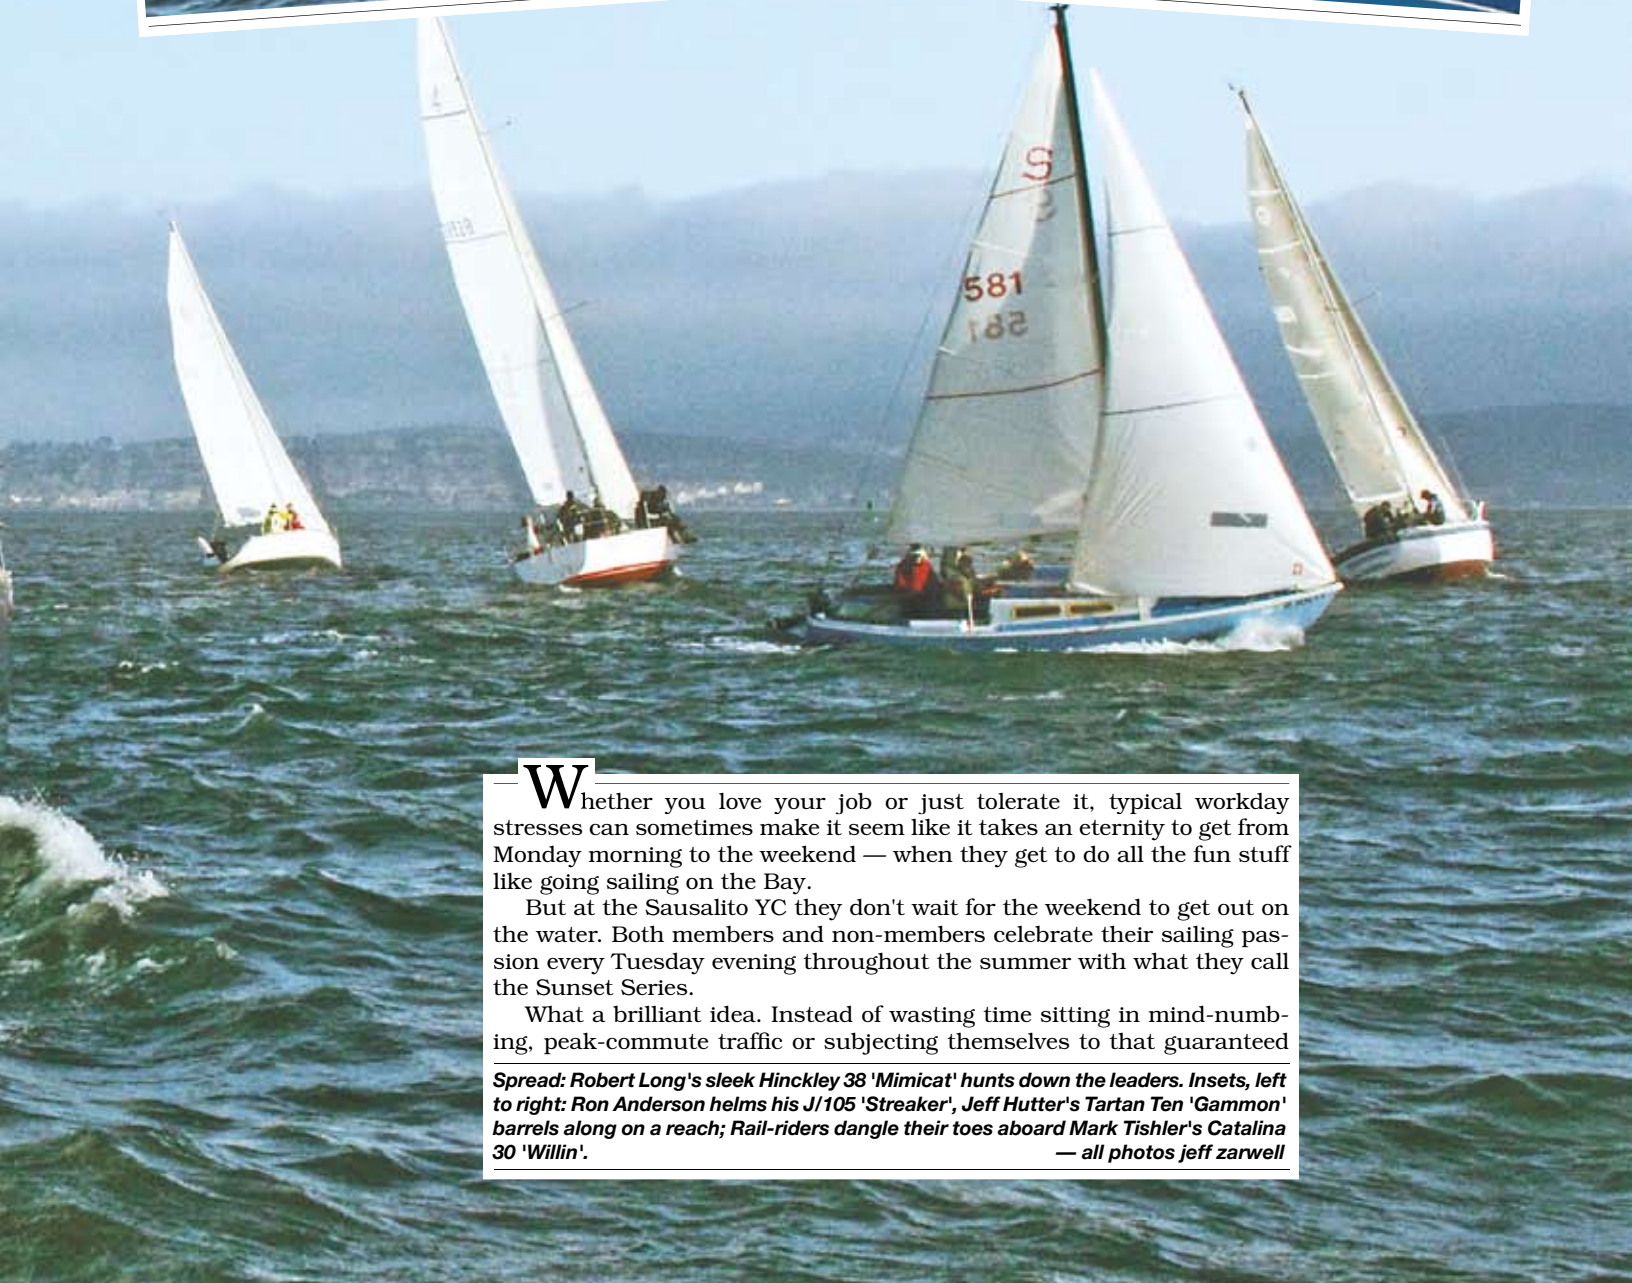 S
581
Whether you love your job or just tolerate it, typical workday
stresses can sometimes make it seem like it takes an eternity to get from
Monday morning to the weekend — when they get to do all the fun stuff
like going sailing on the Bay.
But at the Sausalito YC they don't wait for the weekend to get out on
the water. Both members and non-members celebrate their sailing pas-
sion every Tuesday evening throughout the summer with what they call
the Sunset Series.
What a brilliant idea. Instead of wasting time sitting in mind-numb-
ing, peak-commute traffic or subjecting themselves to that guaranteed
Spread: Robert Long's sleek Hinckley 38 'Mimicat' hunts down the leaders. Insets, left
to right: Ron Anderson helms his J/105 'Streaker', Jeff Hutter's Tartan Ten 'Gammon'
barrels along on a reach; Rail-riders dangle their toes aboard Mark Tishler's Catalina
30 'Willin'. — all photos jeff zarwell